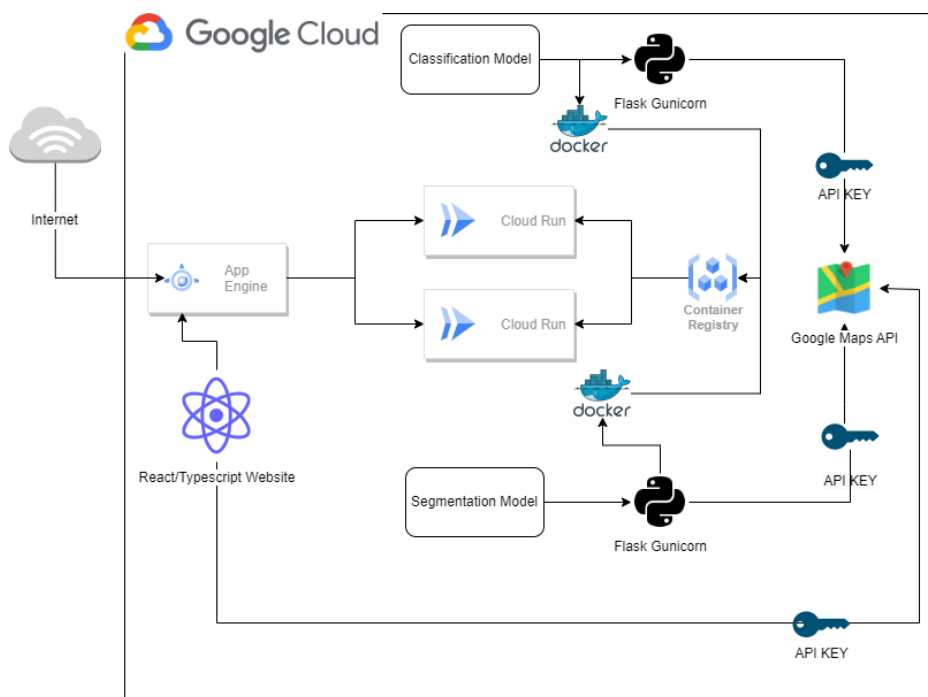 Google Cloud
Classification Model
Flask Gunicorn
docker
API KEY
Internet
Cloud Run
App
Engine
Cloud Run
Container
Registry
Google Maps API
docker
React/Typescript Website
API KEY
Segmentation Model
Flask Gunicorn
API KEY